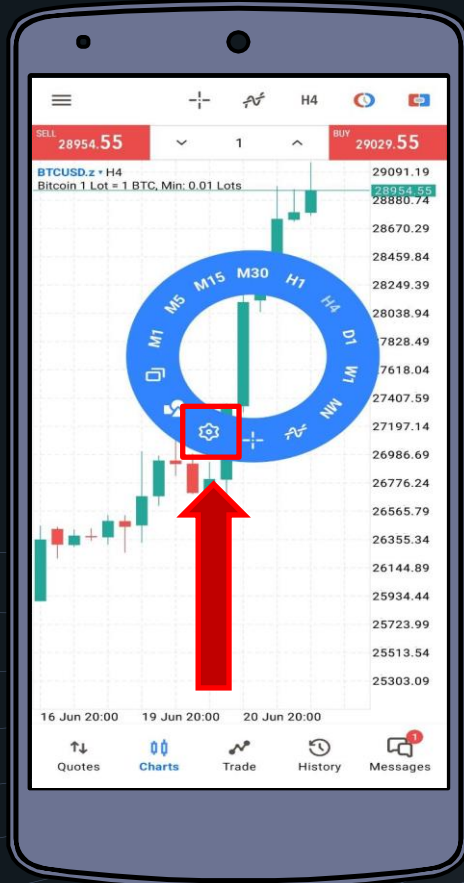 H4
SELL
28954.55
1
BUY
29029.55
BTCUSD.z • H4
Bitcoin 1 Lot = 1 BTC, Min: 0.01 Lots
29091.19
28954.55
28880.74
28670.29
28459.84
28249.39
28038.94
27828.49
27618.04
27407.59
27197.14
26986.69
26776.24
26565.79
26355.34
26144.89
25934.44
25723.99
25513.54
25303.09
M1
M5
M15
M30
H1
H4
D1
W1
MN
16 Jun 20:00
19 Jun 20:00
20 Jun 20:00
1
Quotes
Charts
Trade
History
Messages